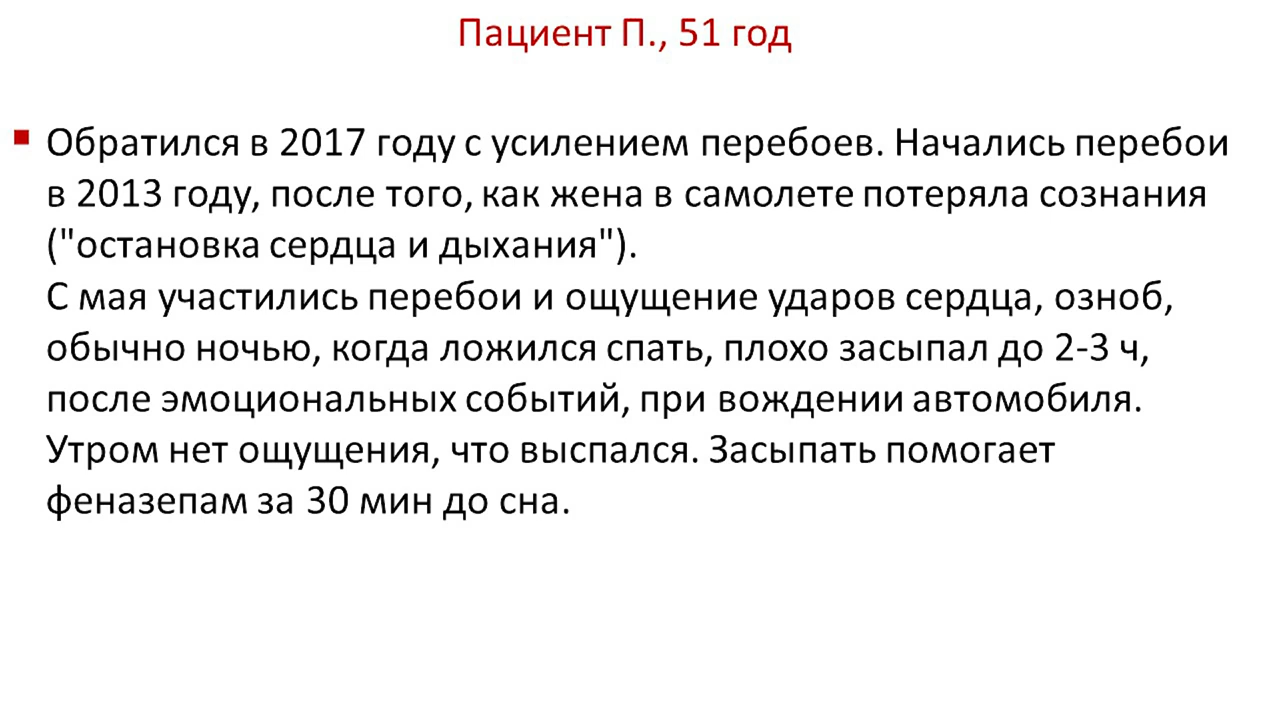 Пациент П., 51 год
Обратился в 2017 году с усилением перебоев. Начались перебои
в 2013 году, после того, как жена в самолете потеряла сознания
("остановка сердца и дыхания").
С мая участились перебои и ощущение ударов сердца, озноб,
обычно ночью, когда ложился спать, плохо засыпал до 2-3 ч,
после эмоциональных событий, при вождении автомобиля.
Утром нет ощущения, что выспался. Засыпать помогает
феназепам за 30 мин до сна.